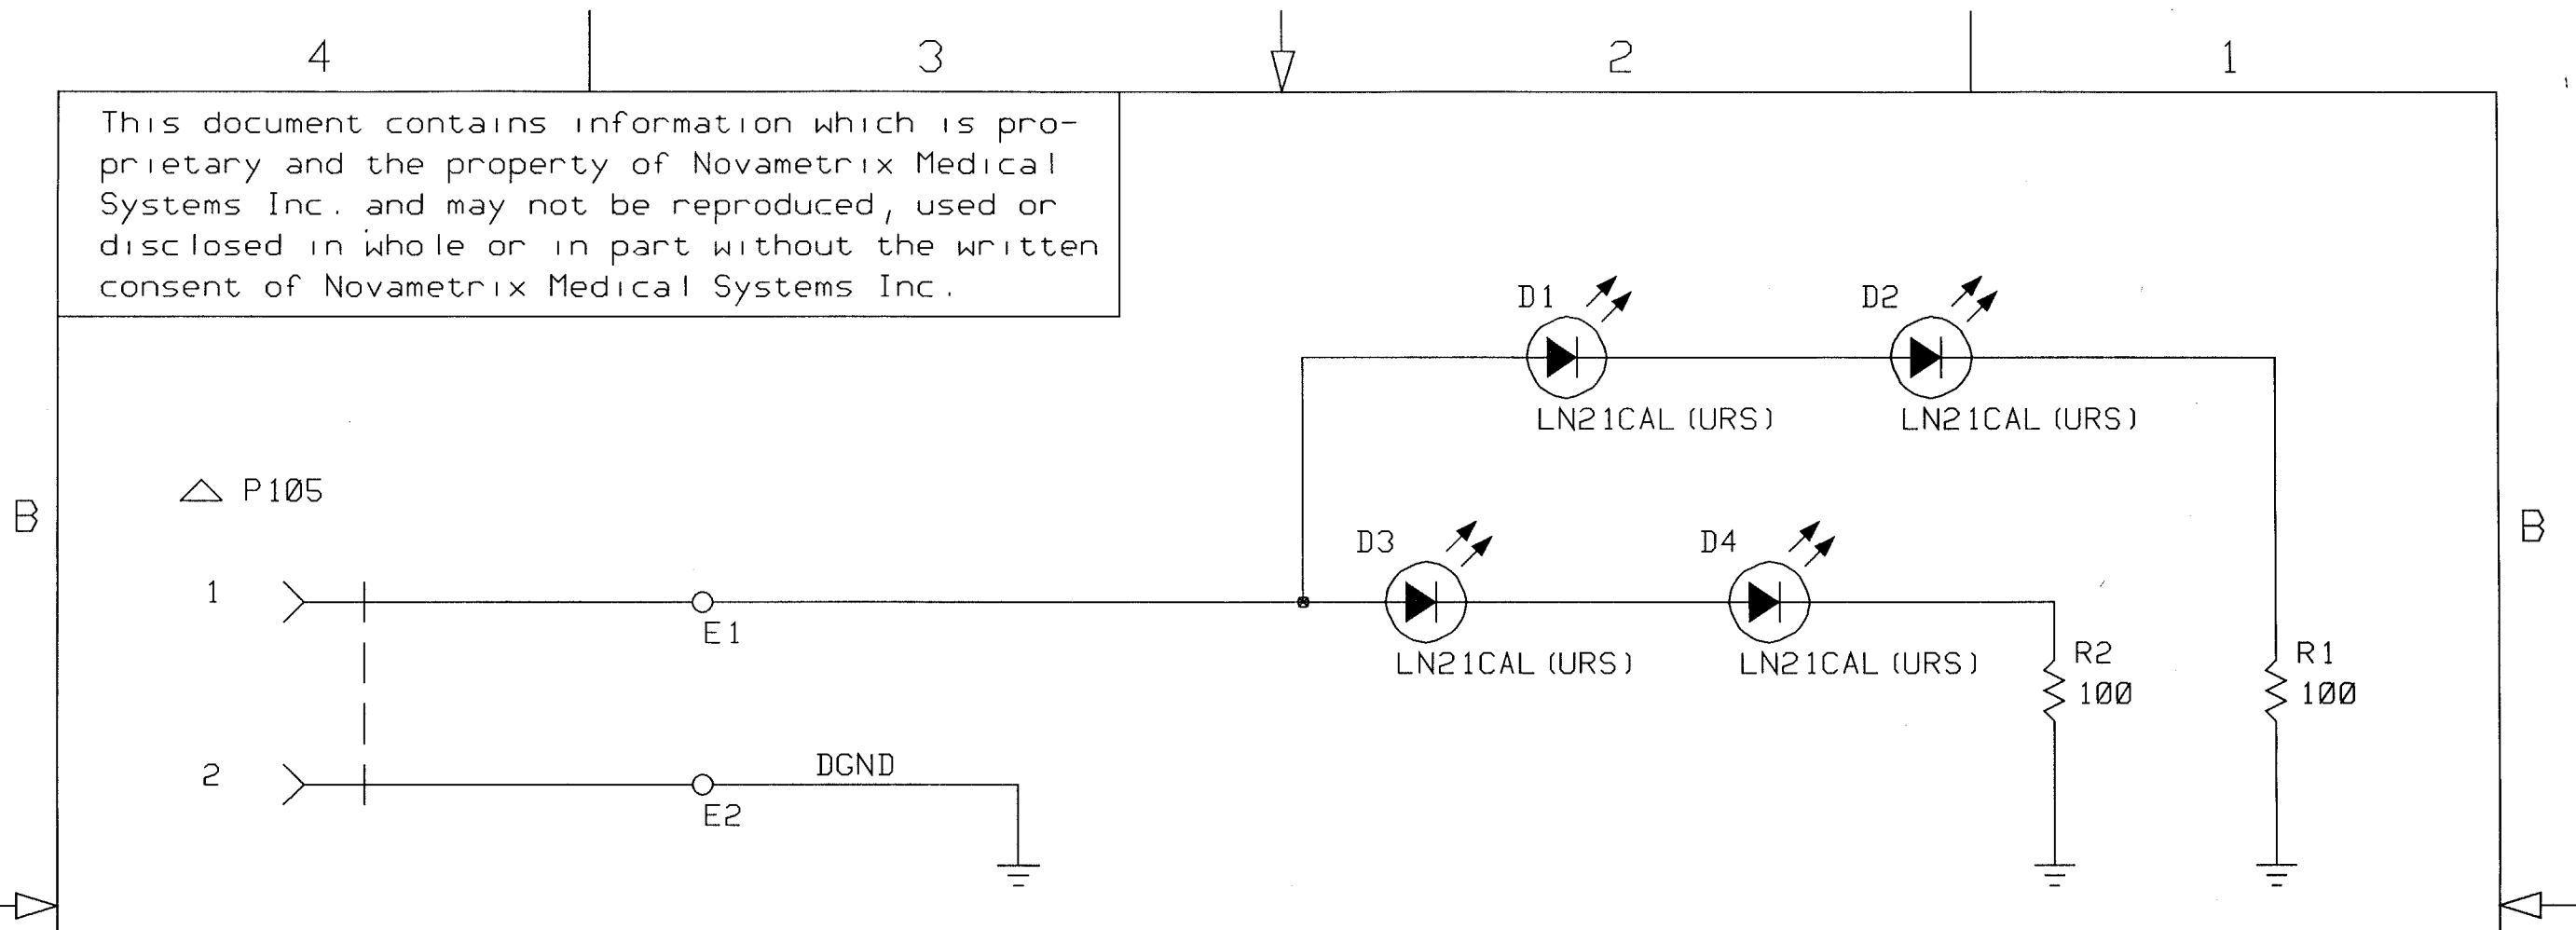 4 3 2 1
This document contains information which is pro-
prietary and the property of Novametrix Medical
Systems Inc. and may not be reproduced, used or
disclosed in whole or in part without the written
consent of Novametrix Medical Systems Inc.
D1 D2
LN21CAL (URS) LN21CAL (URS)
P105
B B
D3 D4
1
E1
LN21CAL (URS) LN21CAL (URS)
R2 R1
100 100
2 DGND
E2